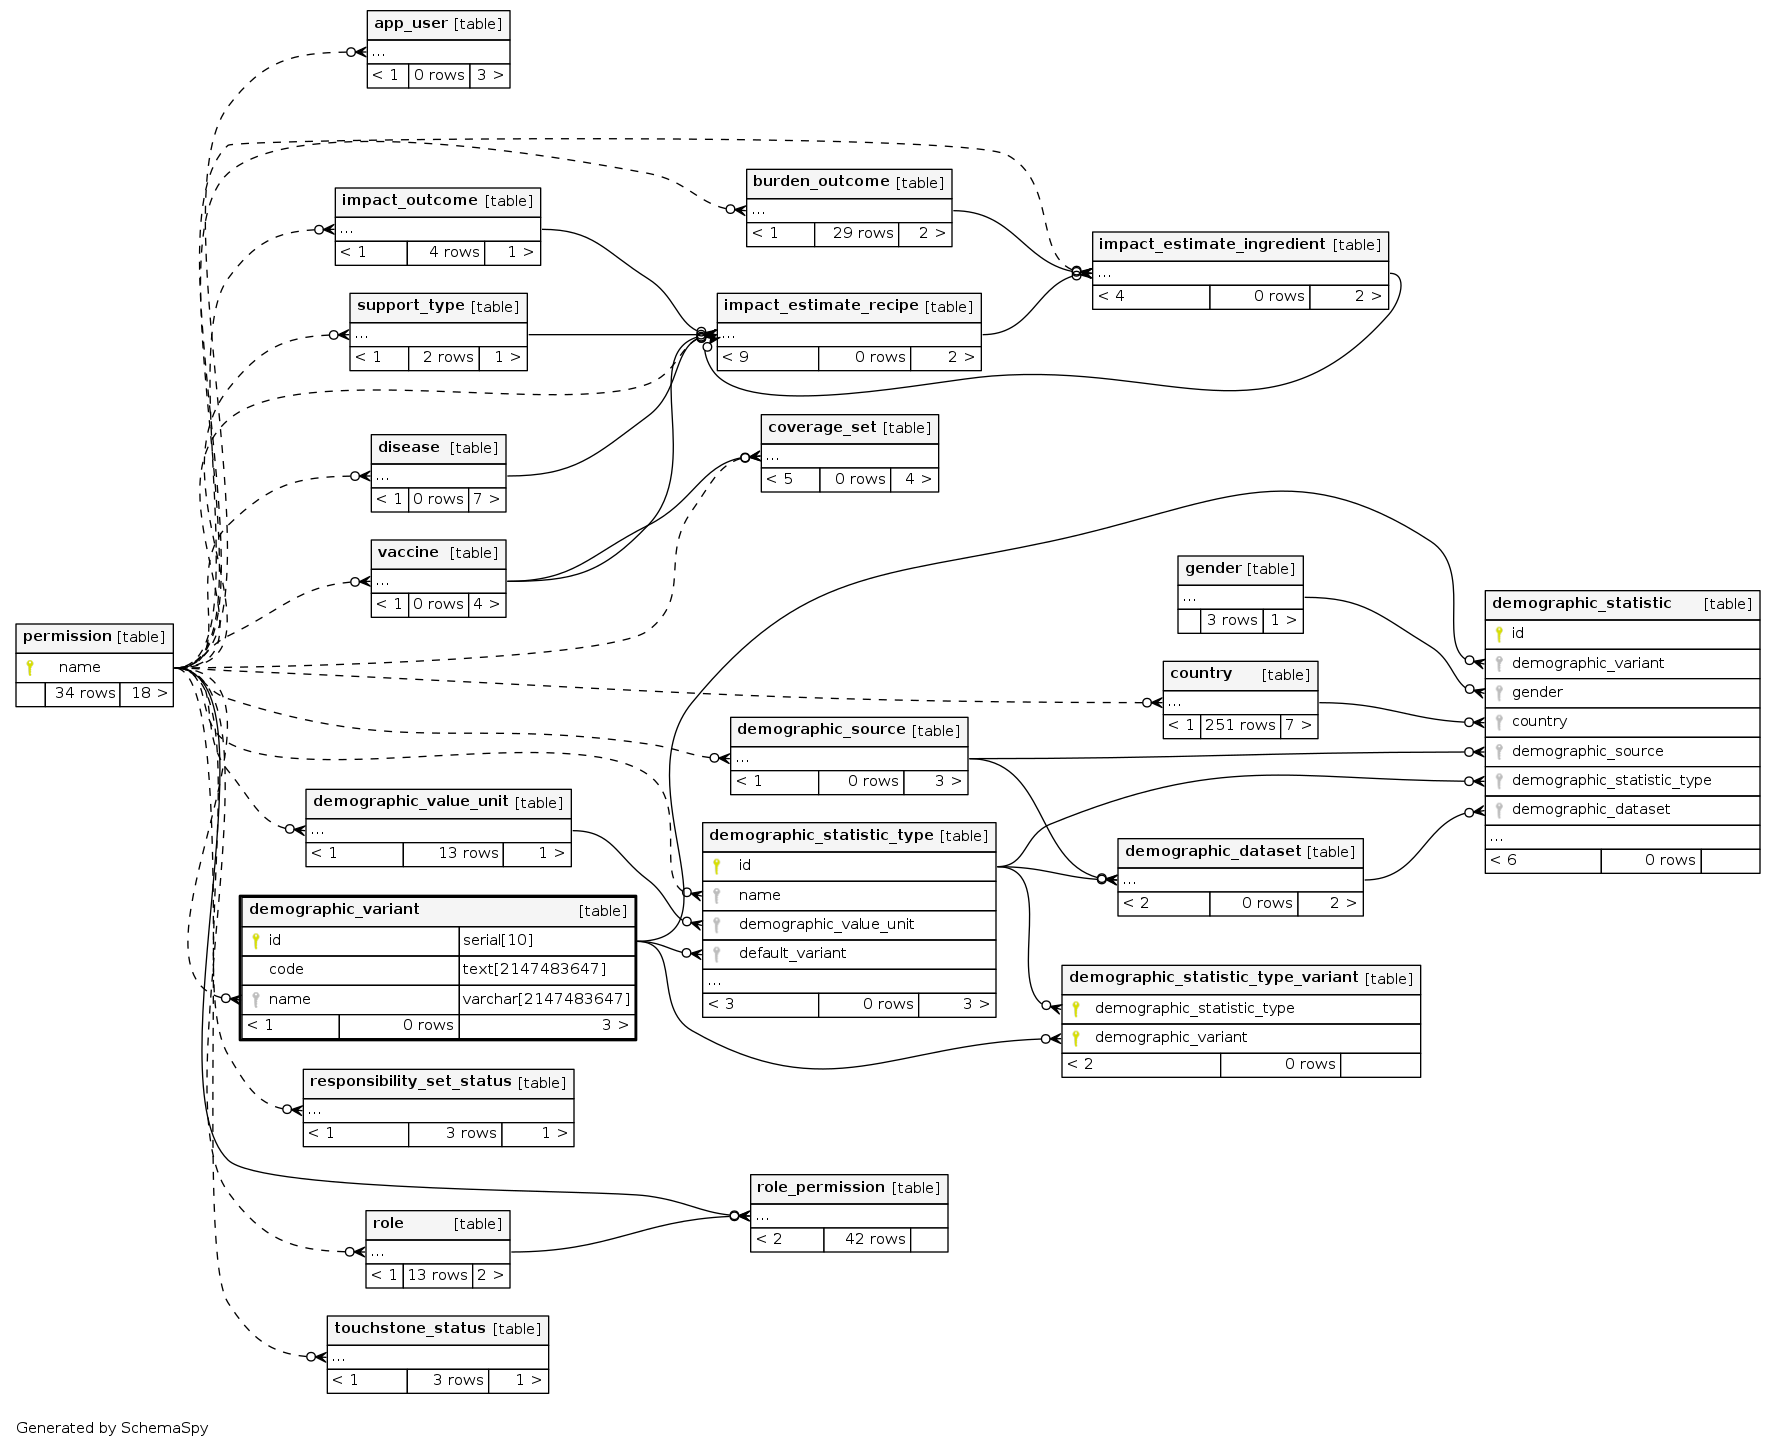 app_user [table]
...
< 1 0 rows 3 >
burden_outcome [table]
...
< 1 29 rows 2 >
impact_outcome [table]
...
< 1 4 rows 1 >
impact_estimate_ingredient [table]
...
< 4 0 rows 2 >
support_type [table]
...
< 1 2 rows 1 >
impact_estimate_recipe [table]
...
< 9 0 rows 2 >
disease [table]
...
< 1 0 rows 7 >
coverage_set [table]
...
< 5 0 rows 4 >
vaccine [table]
...
< 1 0 rows 4 >
gender [table]
...
3 rows 1 >
demographic_statistic [table]
id
demographic_variant
gender
country
demographic_source
demographic_statistic_type
demographic_dataset
...
< 6 0 rows
permission [table]
name
34 rows 18 >
country [table]
...
< 1 251 rows 7 >
demographic_source [table]
...
< 1 0 rows 3 >
demographic_value_unit [table]
...
< 1 13 rows 1 >
demographic_statistic_type [table]
id
name
demographic_value_unit
default_variant
...
< 3 0 rows 3 >
demographic_dataset [table]
...
< 2 0 rows 2 >
demographic_variant [table]
id serial[10]
code text[2147483647]
name varchar[2147483647]
< 1 0 rows 3 >
demographic_statistic_type_variant [table]
demographic_statistic_type
demographic_variant
< 2 0 rows
responsibility_set_status [table]
...
< 1 3 rows 1 >
role_permission [table]
...
< 2 42 rows
role [table]
...
< 1 13 rows 2 >
touchstone_status [table]
...
< 1 3 rows 1 >
Generated by SchemaSpy